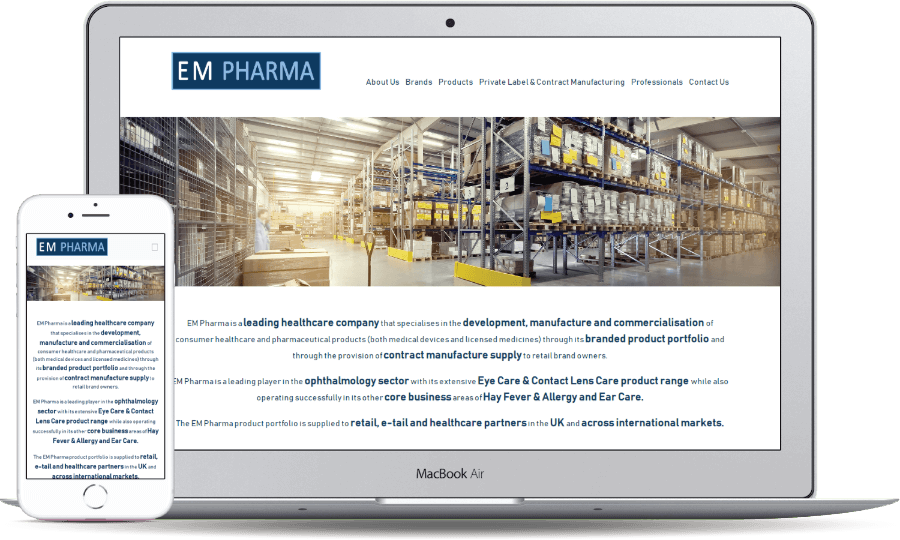 EM PHARMA
About Us Brands Products Private Label & Contract Manufacturing Professionals Contact Us
2
EM Pharma is a leading healthcare company that specialises in the development, manufacture and commercialisation of
consumer healthcare and pharmaceutical products (both medical devices and licensed medicines) through its branded product portfolio and
through the provision of contract manufacture supply to retail brand owners.
EM Pharma is a leading player in the ophthalmology sector with its extensive Eye Care & Contact Lens Care product range while also
operating successfully in its other core business areas of Hay Fever & Allergy and Ear Care.
The EM Pharma product portfolio is supplied to retail, e-tail and healthcare partners in the UK and across international markets.
MacBook Air
EM PHARMA
EM Pharma is a leading healthcare company
that specialises in the development,
manufacture and commercialisation of
consumer healthcare and pharmaceutical products
(both medical devices and licensed medicines) through
its branded product portfolio and through the
provision of contract manufacture supply to
retail brand owners.
EM Pharma is a leading player in the ophthalmology
sector with its extensive Eye Care & Contact
Lens Care product range while also operating
successfully in its other core business areas of Hay
Fever & Allergy and Ear Care.
The EM Pharma product portfolio is supplied to retail,
e-tail and healthcare partners in the UK and
across international markets.